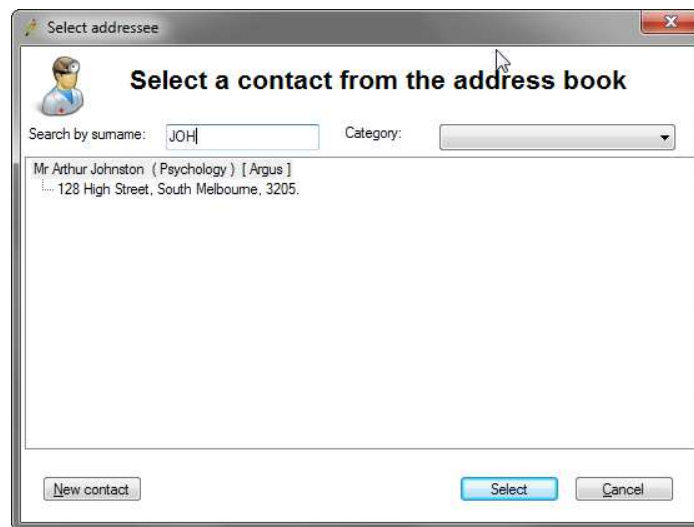 Select addressee
Select a contact from the address book
Search by surname: JOH Category:
Mr Arthur Johnston ( Psychology ) [ Argus ]
128 High Street, South Melbourne, 3205.
New contact Select Cancel